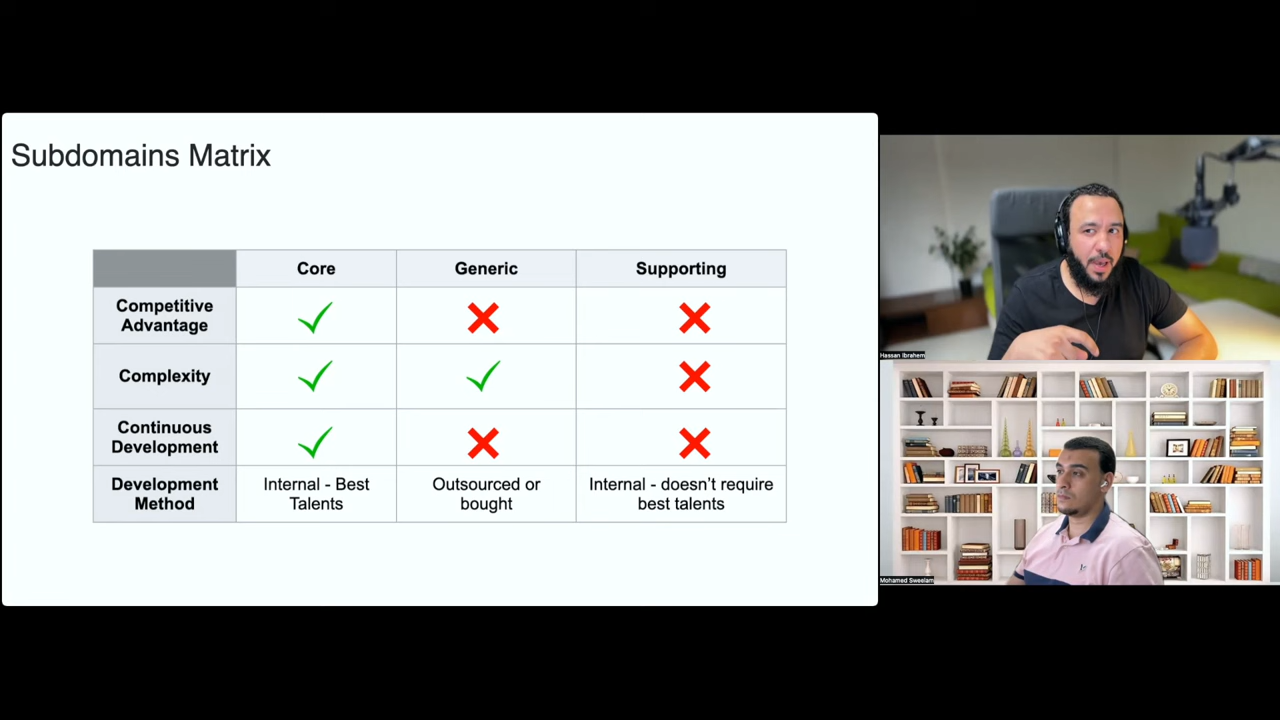 Subdomains Matrix
Core
Generic
Supporting
Competitive
Advantage
Complexity
Continuous
Development
Development
Method
Internal - Best
Talents
Outsourced or
bought
Internal - doesn't require
best talents
Hassan Ibrahem
Mohamed Sweelam